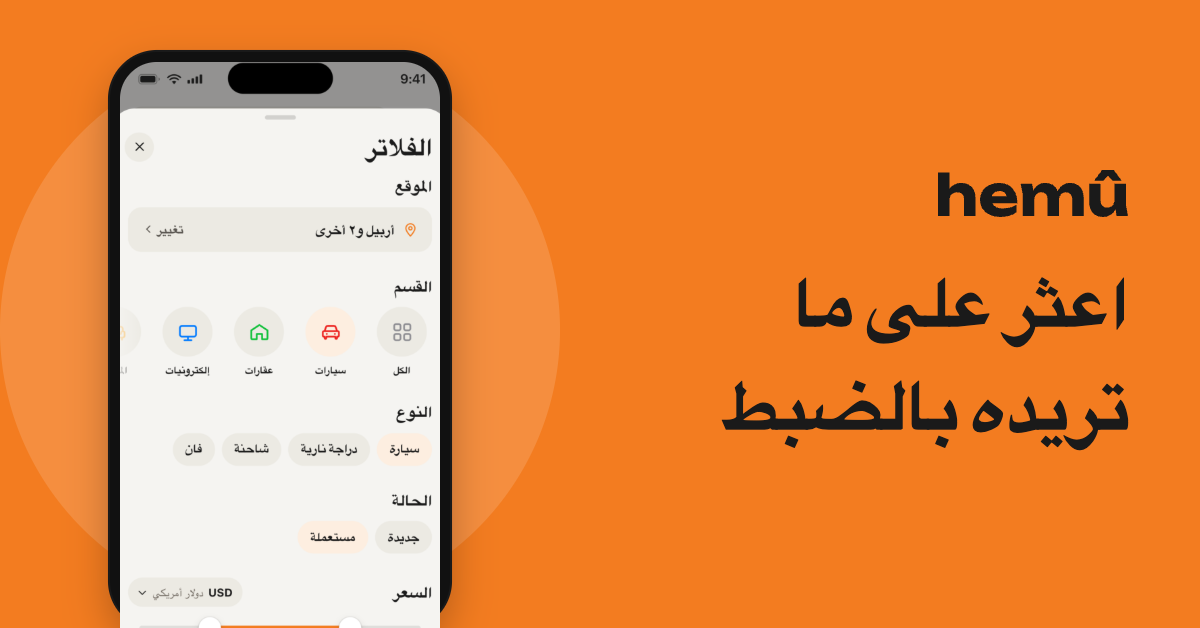 9:41
الفلاتر
الموقع
أربيل و٢ أخرى
تغيير
القسم
الكل
سيارات
عقارات
إلكترونيات
النوع
سيارة
دراجة نارية
شاحنة
فان
الحالة
جديدة
مستعملة
السعر
USD دولار أمريكي
hemû
اعثر على ما
تريده بالضبط